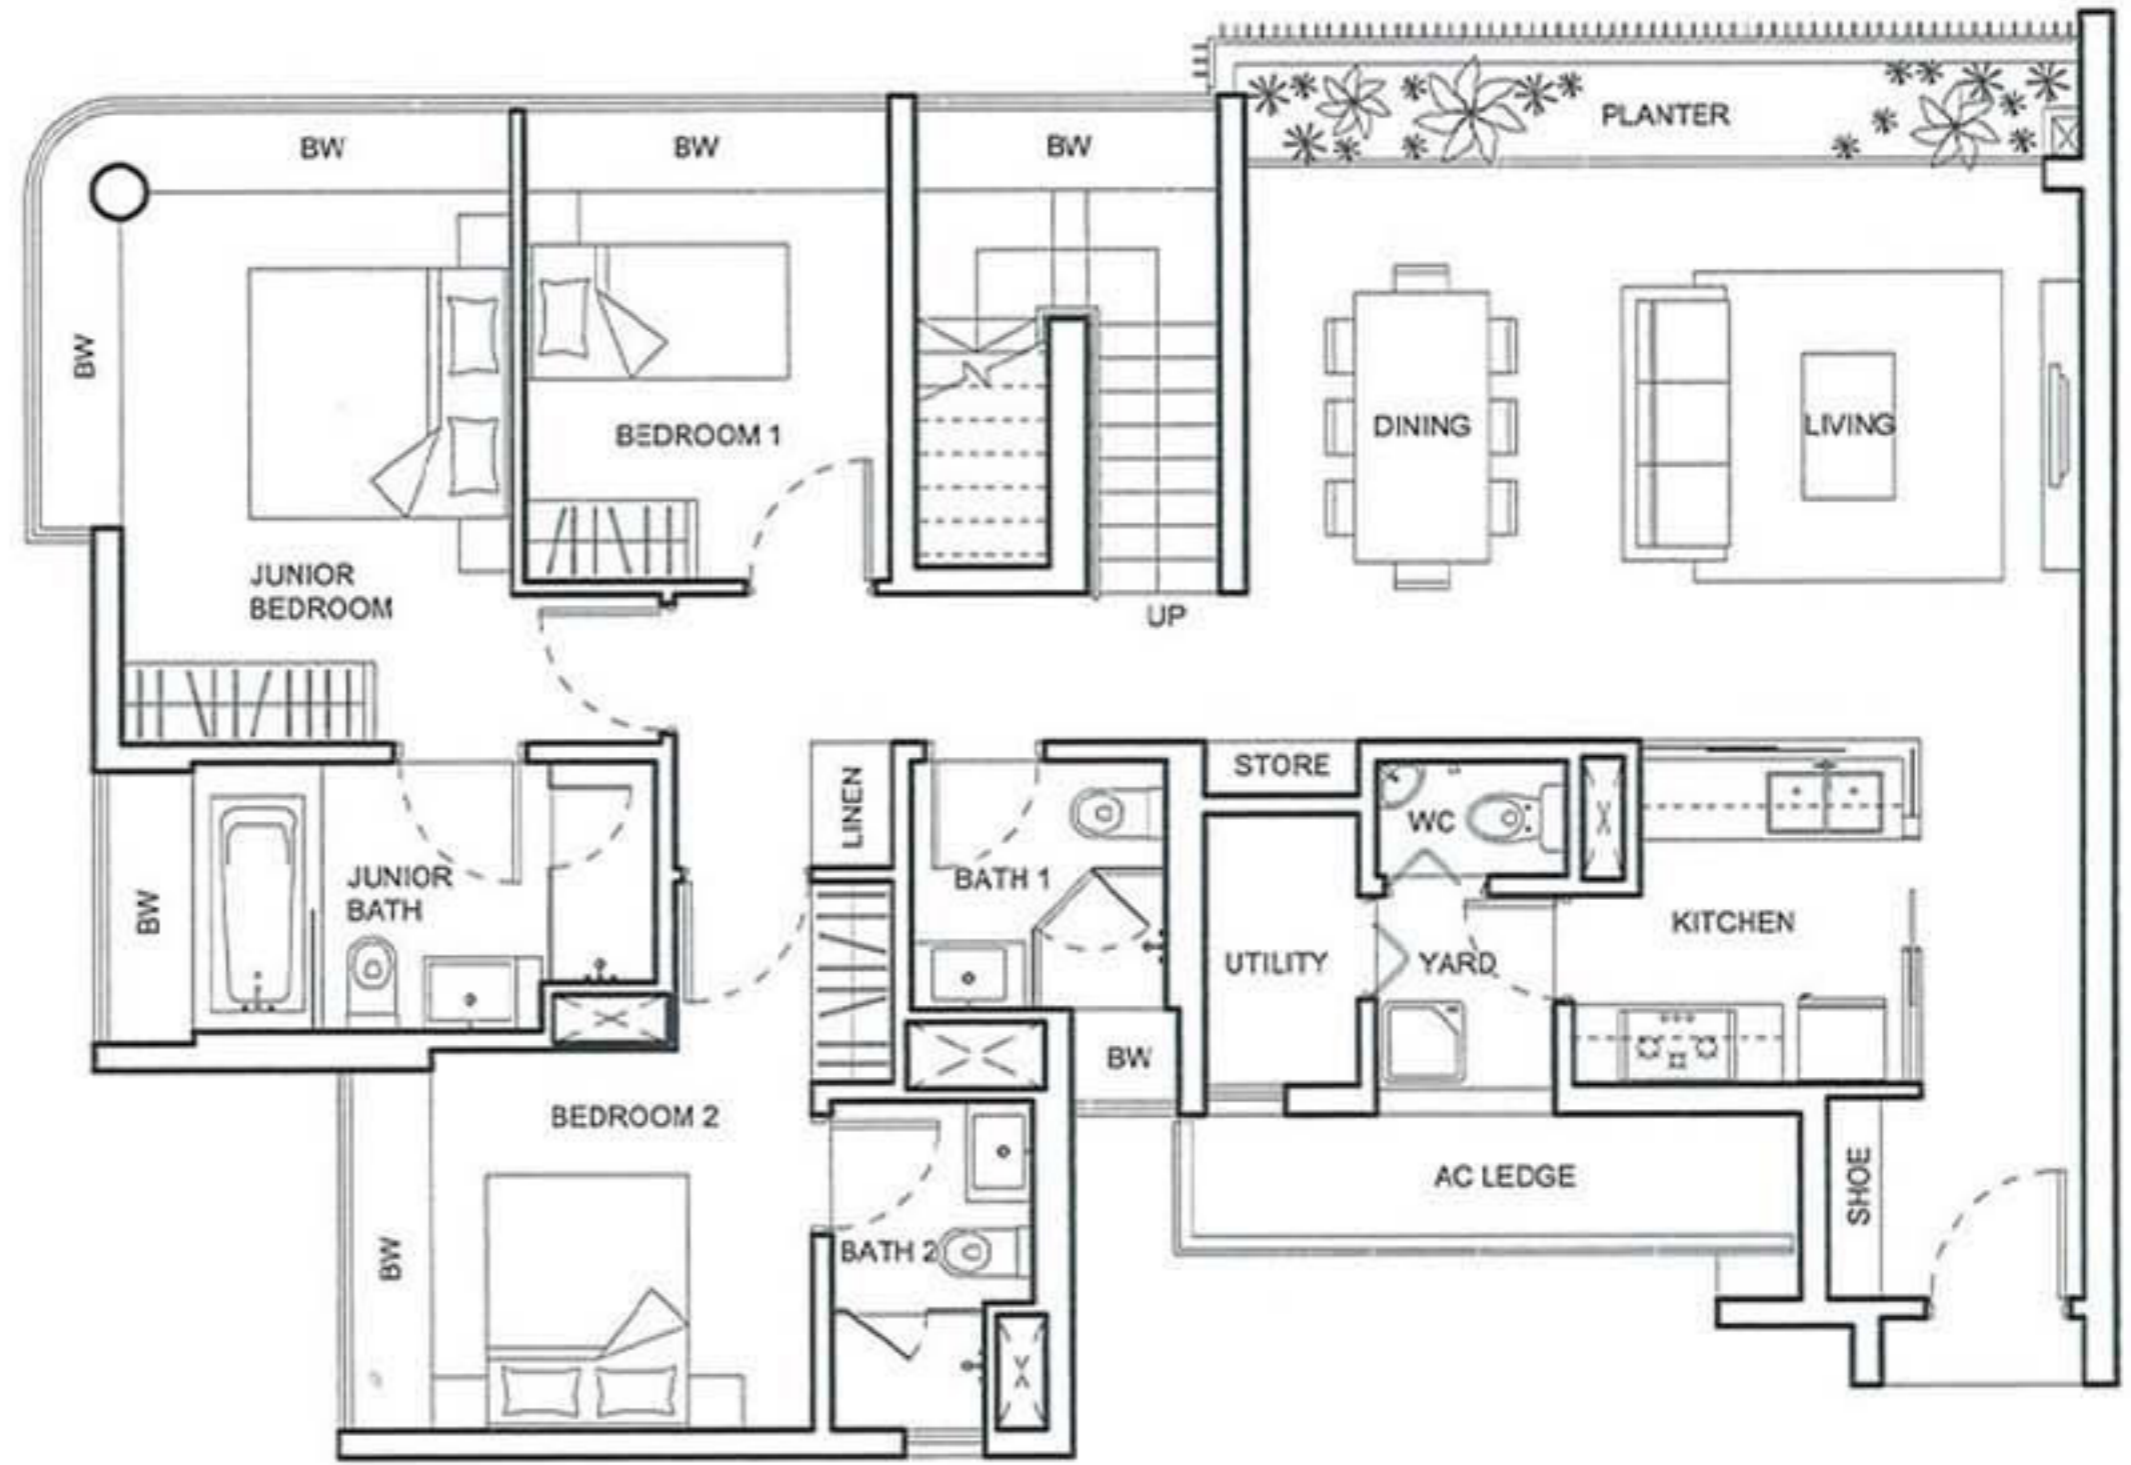 PLANTER
BW
BW
BW
BW
DINING
LIVING
BEDROOM 1
JUNIOR
BEDROOM
UP
STORE
LINEN
WC
BATH 1
JUNIOR
BATH
BW
KITCHEN
UTILITY
YARD
BW
BEDROOM 2
AC LEDGE
SHOE
BATH 2
BW